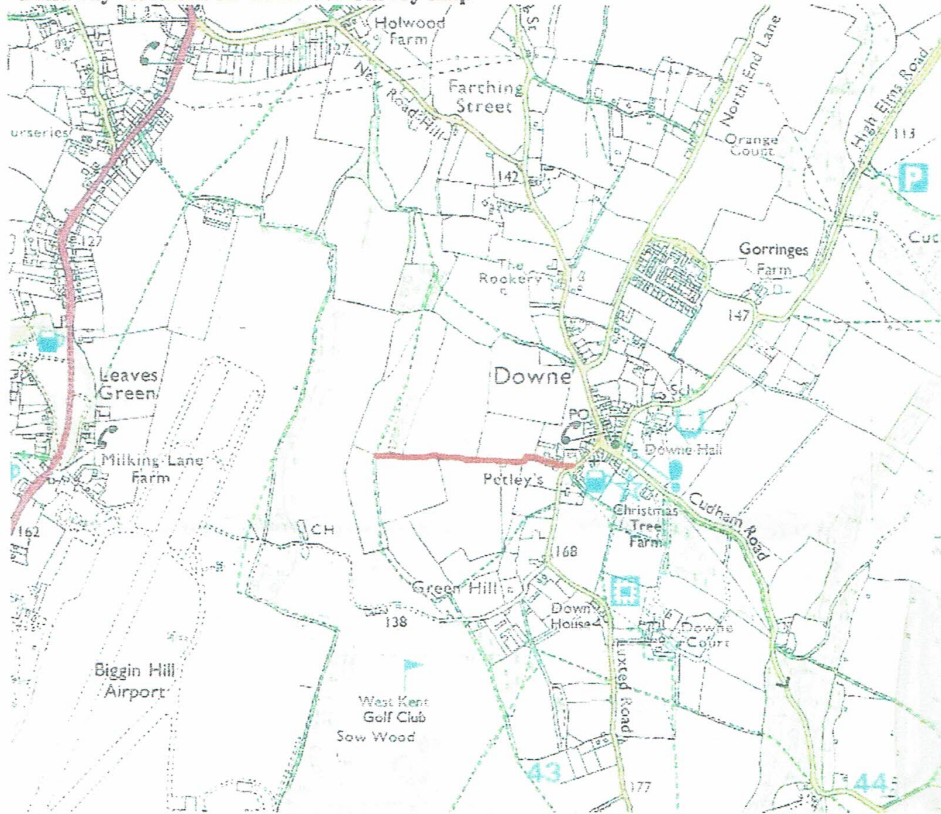 Holwood
Farm
127
New
Road Hill
Farching
Street
North End Lane
High Elms Road
113
Orange
Court
P
urseries
142
127
The
Rookery
Gorringes
Farm
147
Leaves
Green
Downe
Sch
PO
Downe Hall
Milking Lane
Farm
Petley's
Christmas
Tree
Farm
Cudham Road
162
CH
168
Green Hill
Down
House
Downe
Court
138
Luxted Road
Biggin Hill
Airport
West Kent
Golf Club
Sow Wood
43
44
177